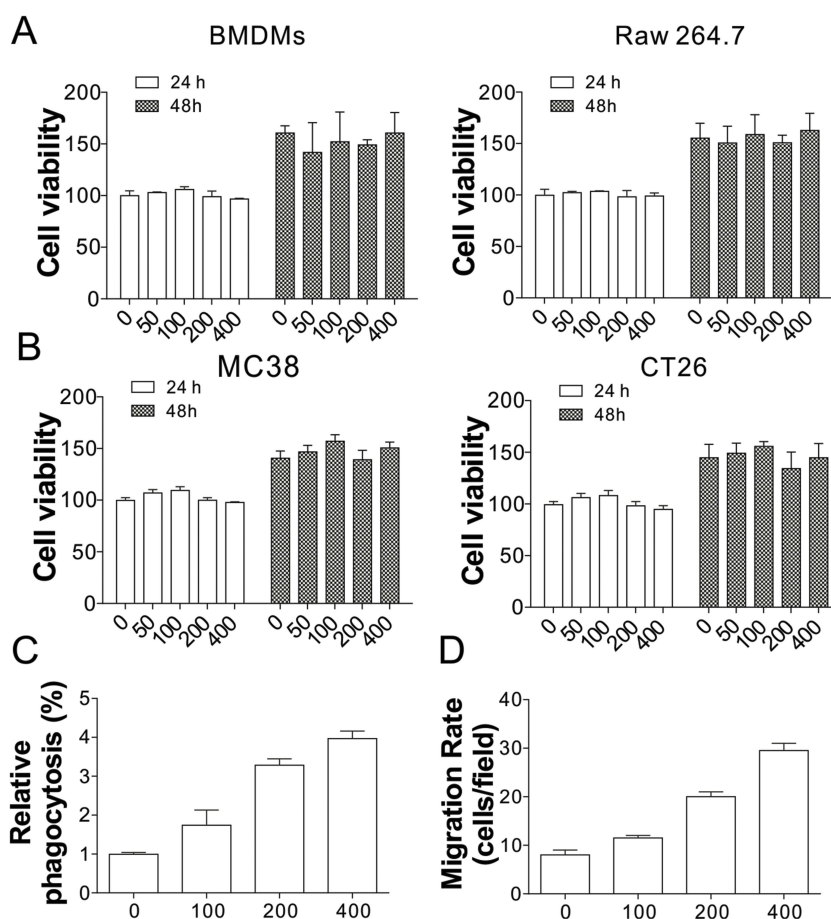 A
BMDMs
24 h
48h
Cell viability
200
150
100
50
0
0 50 100 200 400 0 50 100 200 400
Raw 264.7
24 h
48h
Cell viability
200
150
100
50
0
0 50 100 200 400 0 50 100 200 400
B
MC38
24 h
48h
Cell viability
200
150
100
50
0
0 50 100 200 400 0 50 100 200 400
CT26
24 h
48h
Cell viability
200
150
100
50
0
0 50 100 200 400 0 50 100 200 400
C
Relative
phagocytosis (%)
5
4
3
2
1
0
0 100 200 400
D
Migration Rate
(cells/field)
40
30
20
10
0
0 100 200 400